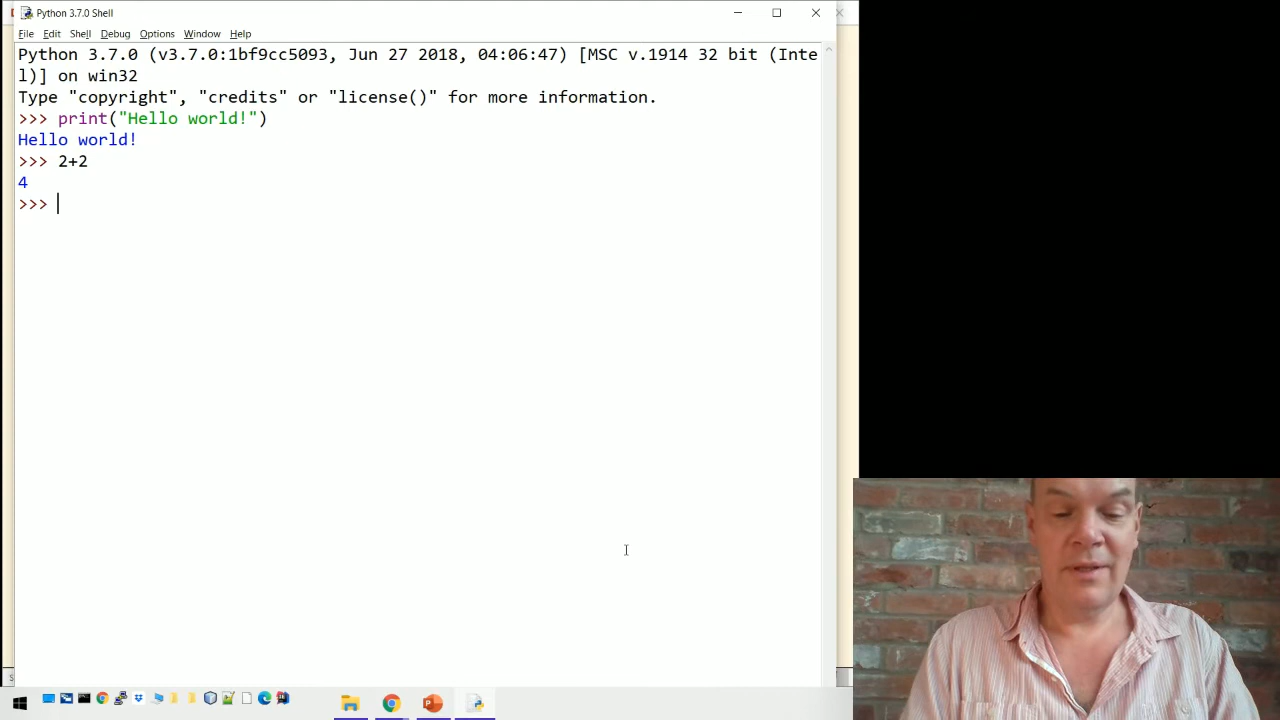 Python 3.7.0 Shell
File Edit Shell Debug Options Window Help
Python 3.7.0 (v3.7.0:1bf9cc5093, Jun 27 2018, 04:06:47) [MSC v.1914 32 bit (Inte
l)] on win32
Type "copyright", "credits" or "license()" for more information.
>>> print("Hello world!")
Hello world!
>>> 2+2
4
>>>